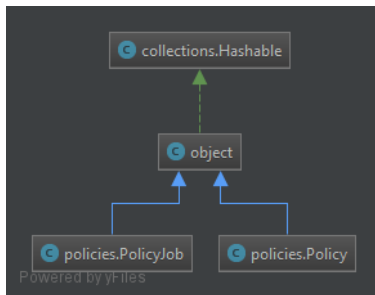 C collections.Hashable
C object
C policies.PolicyJob
C policies.Policy
Powered by yFiles